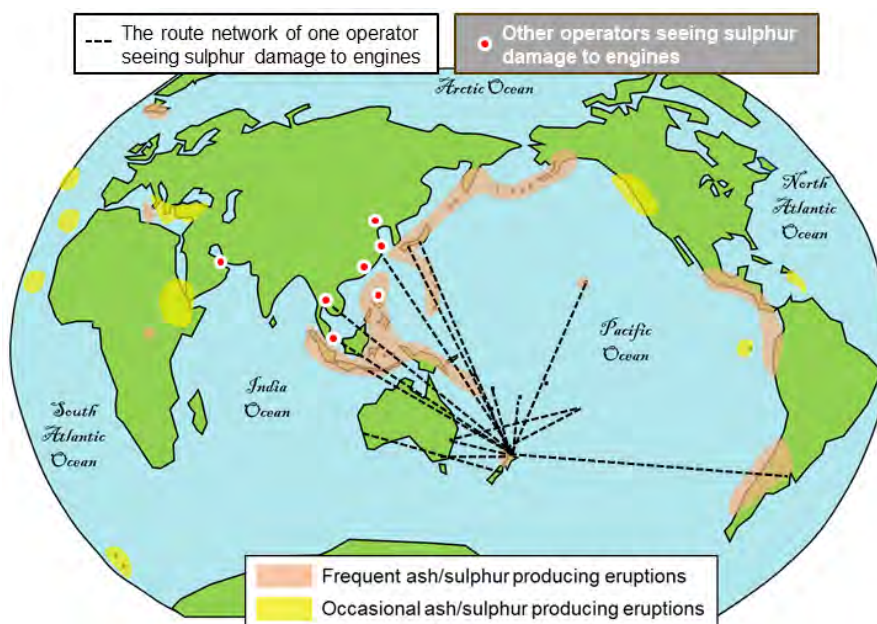 The route network of one operator
seeing sulphur damage to engines
Other operators seeing sulphur
damage to engines
Arctic Ocean
North
Atlantic
Ocean
Pacific
Ocean
India
Ocean
South
Atlantic
Ocean
Frequent ash/sulphur producing eruptions
Occasional ash/sulphur producing eruptions